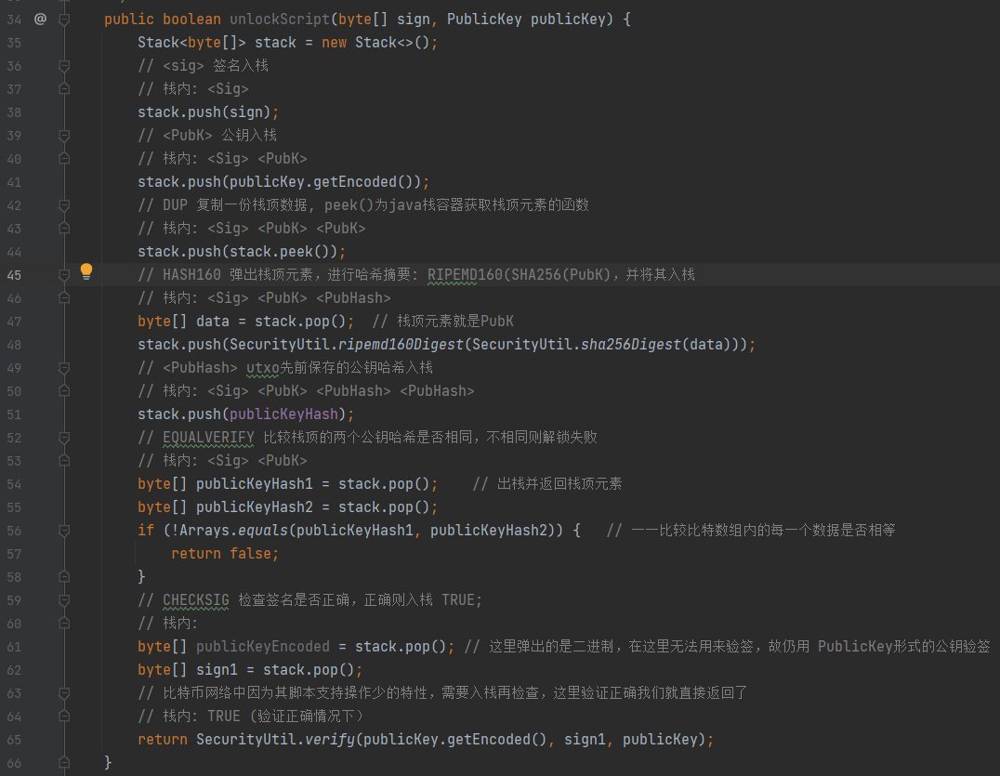 34 @ public boolean unlockScript(byte[] sign, PublicKey publicKey) {
35 Stack<byte[]> stack = new Stack<>();
36 // <sig> 签名入栈
37 // 栈内: <Sig>
38 stack.push(sign);
39 // <PubK> 公钥入栈
40 // 栈内: <Sig> <PubK>
41 stack.push(publicKey.getEncoded());
42 // DUP 复制一份栈顶数据, peek()为java栈容器获取栈顶元素的函数
43 // 栈内: <Sig> <PubK> <PubK>
44 stack.push(stack.peek());
45 // HASH160 弹出栈顶元素，进行哈希摘要: RIPEMD160(SHA256(PubK)，并将其入栈
46 // 栈内: <Sig> <PubK> <PubHash>
47 byte[] data = stack.pop(); // 栈顶元素就是PubK
48 stack.push(SecurityUtil.ripemd160Digest(SecurityUtil.sha256Digest(data)));
49 // <PubHash> utxo先前保存的公钥哈希入栈
50 // 栈内: <Sig> <PubK> <PubHash> <PubHash>
51 stack.push(publicKeyHash);
52 // EQUALVERIFY 比较栈顶的两个公钥哈希是否相同，不相同则解锁失败
53 // 栈内: <Sig> <PubK>
54 byte[] publicKeyHash1 = stack.pop(); // 出栈并返回栈顶元素
55 byte[] publicKeyHash2 = stack.pop();
56 if (!Arrays.equals(publicKeyHash1, publicKeyHash2)) { // 一一比较比特数组内的每一个数据是否相等
57 return false;
58 }
59 // CHECKSIG 检查签名是否正确，正确则入栈 TRUE;
60 // 栈内:
61 byte[] publicKeyEncoded = stack.pop(); // 这里弹出的是二进制，在这里无法用来验签，故仍用 PublicKey形式的公钥验签
62 byte[] sign1 = stack.pop();
63 // 比特币网络中因为其脚本支持操作少的特性，需要入栈再检查，这里验证正确我们就直接返回了
64 // 栈内: TRUE (验证正确情况下）
65 return SecurityUtil.verify(publicKey.getEncoded(), sign1, publicKey);
66 }